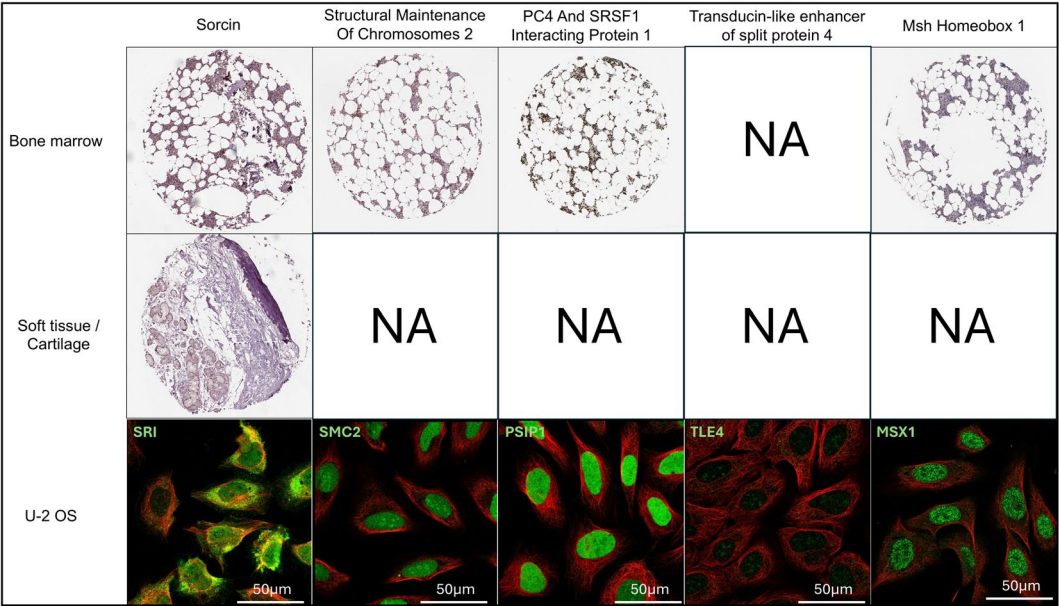 Sorcin
Structural Maintenance
Of Chromosomes 2
PC4 And SRSF1
Interacting Protein 1
Transducin-like enhancer
of split protein 4
Msh Homeobox 1
Bone marrow
NA
Soft tissue /
Cartilage
NA
NA
NA
NA
U-2 OS
SRI
SMC2
PSIP1
TLE4
MSX1
50μm
50μm
50μm
50μm
50μm